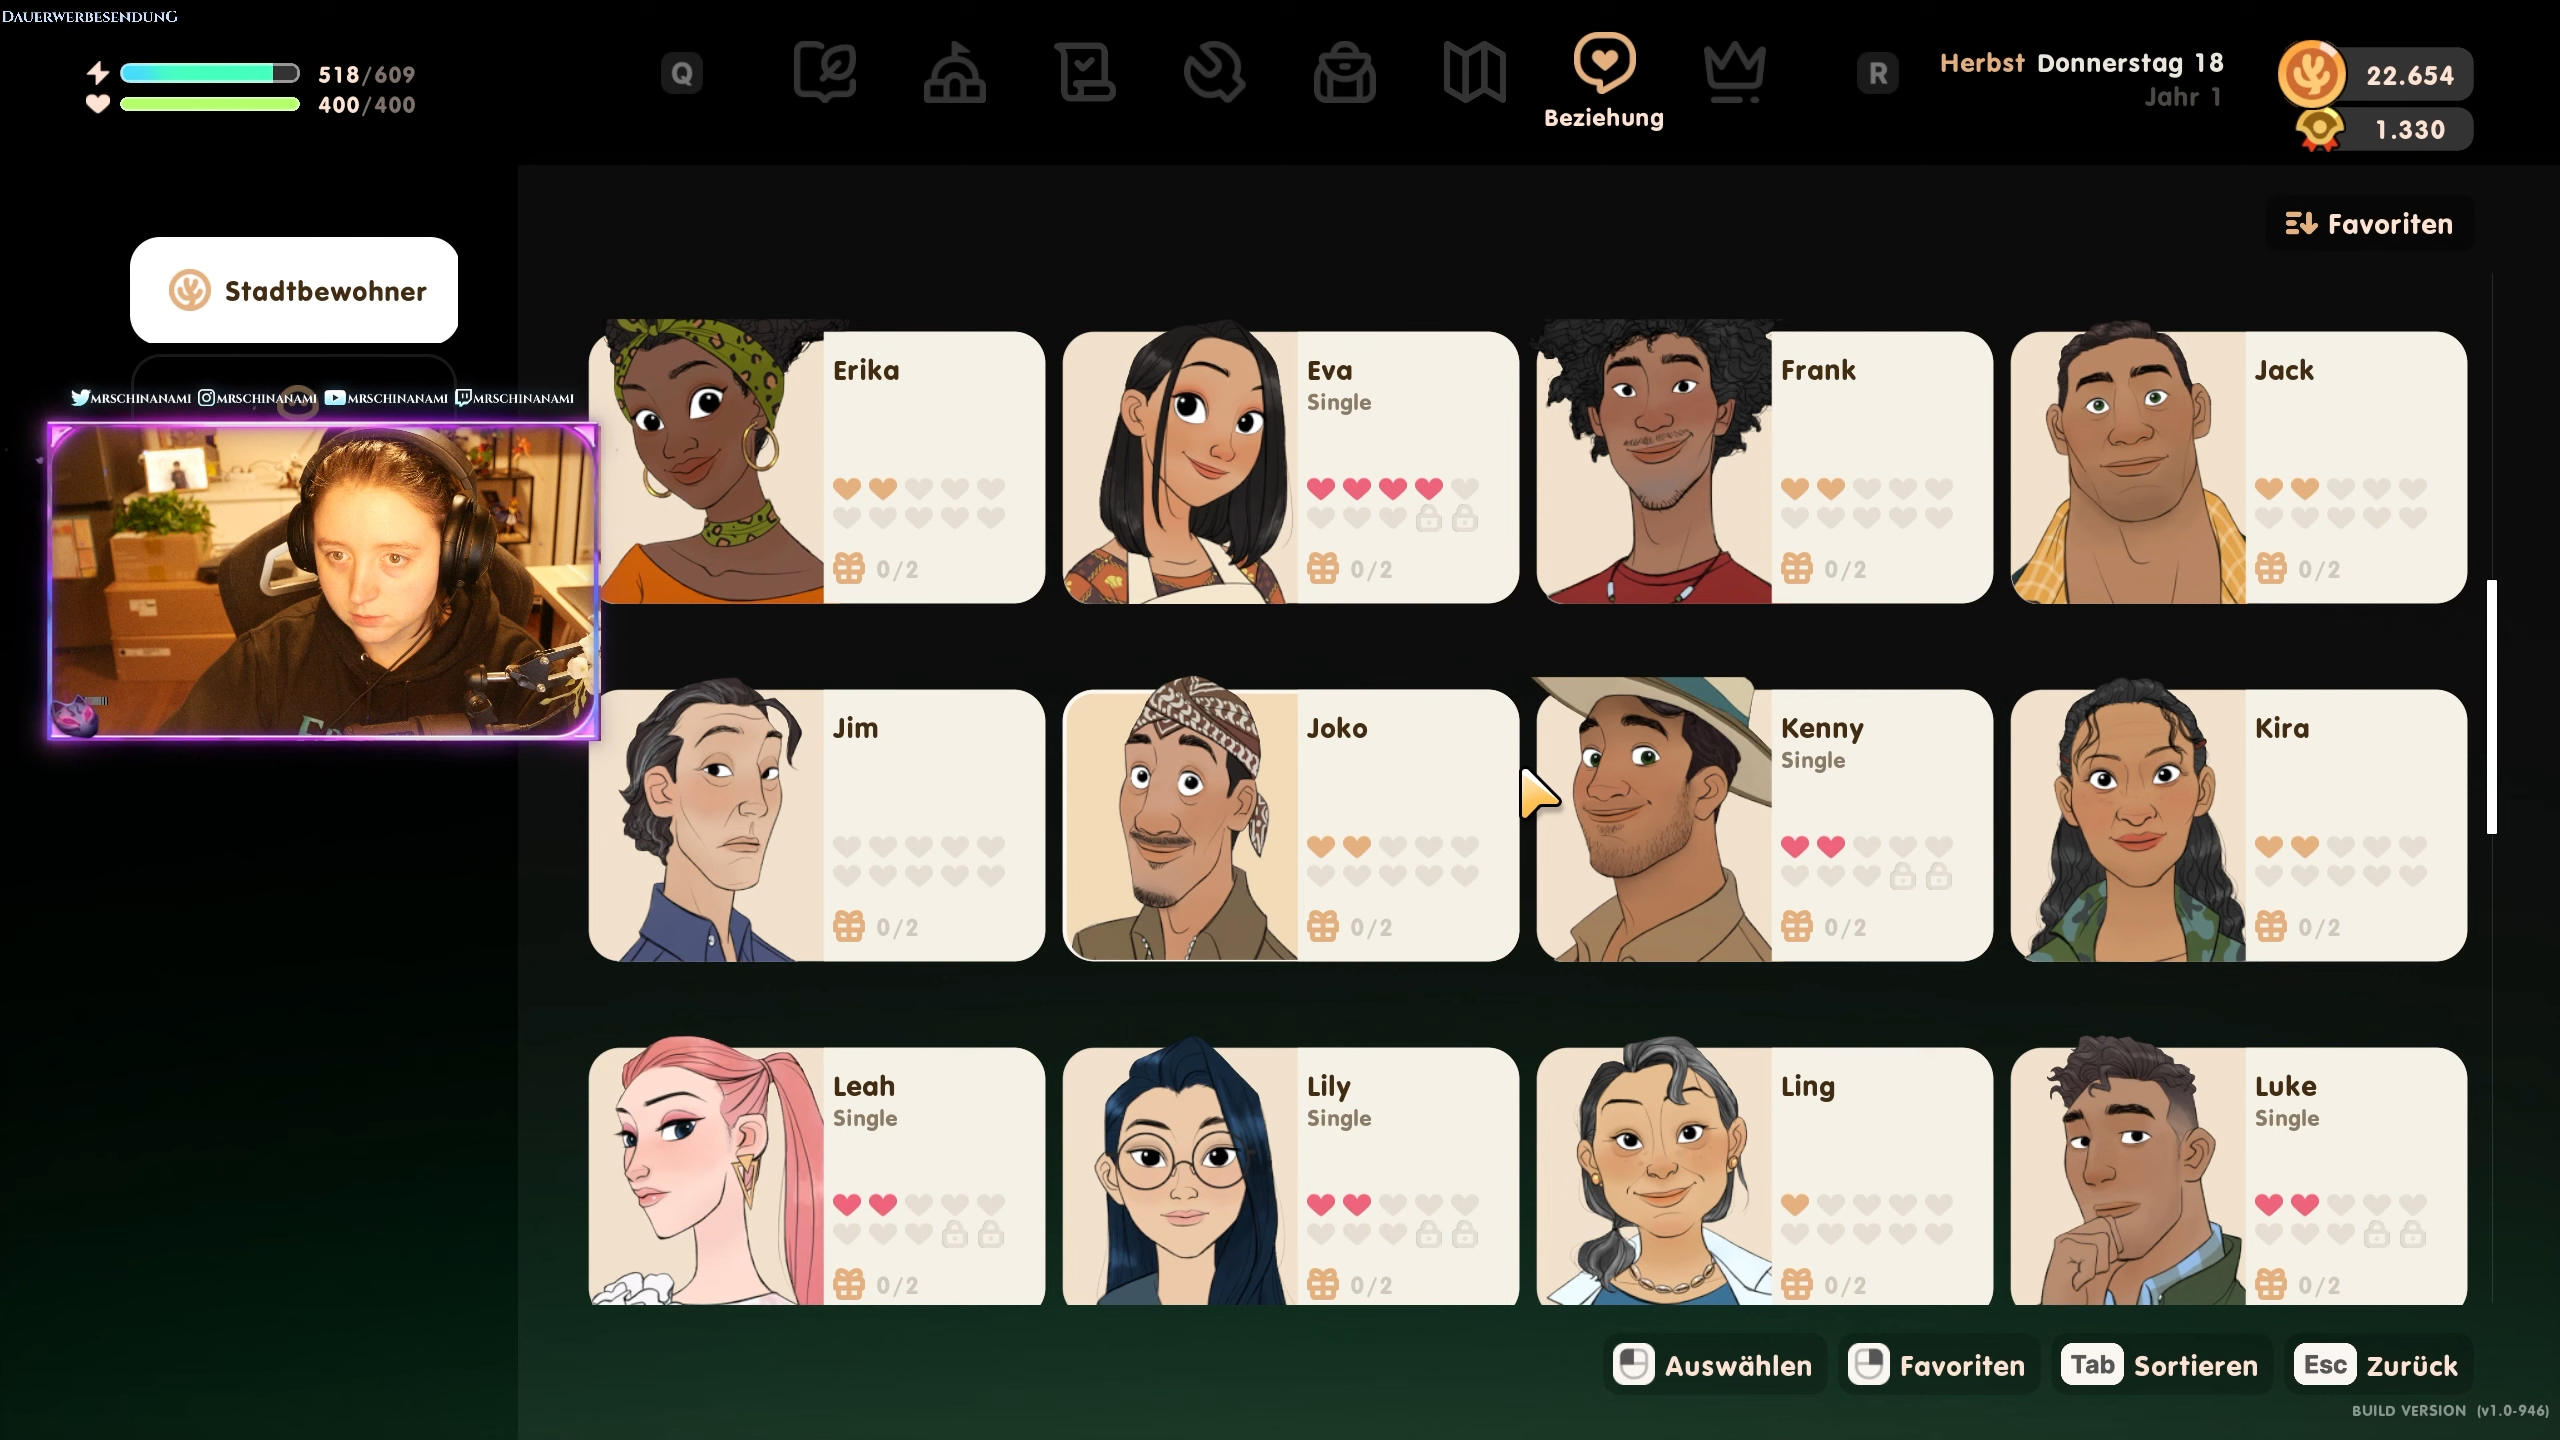 DAUERWERBESENDUNG
518/609
400/400
Q
Beziehung
R
Herbst Donnerstag 18
Jahr 1
22.654
1.330
Favoriten
Stadtbewohner
MRSCHINANAMI MRSCHINANAMI MRSCHINANAMI MRSCHINANAMI
Erika
0/2
Eva
Single
0/2
Frank
0/2
Jack
0/2
Jim
0/2
Joko
0/2
Kenny
Single
0/2
Kira
0/2
Leah
Single
0/2
Lily
Single
0/2
Ling
0/2
Luke
Single
0/2
Auswählen
Favoriten
Tab Sortieren
Esc Zurück
BUILD VERSION (v1.0-946)